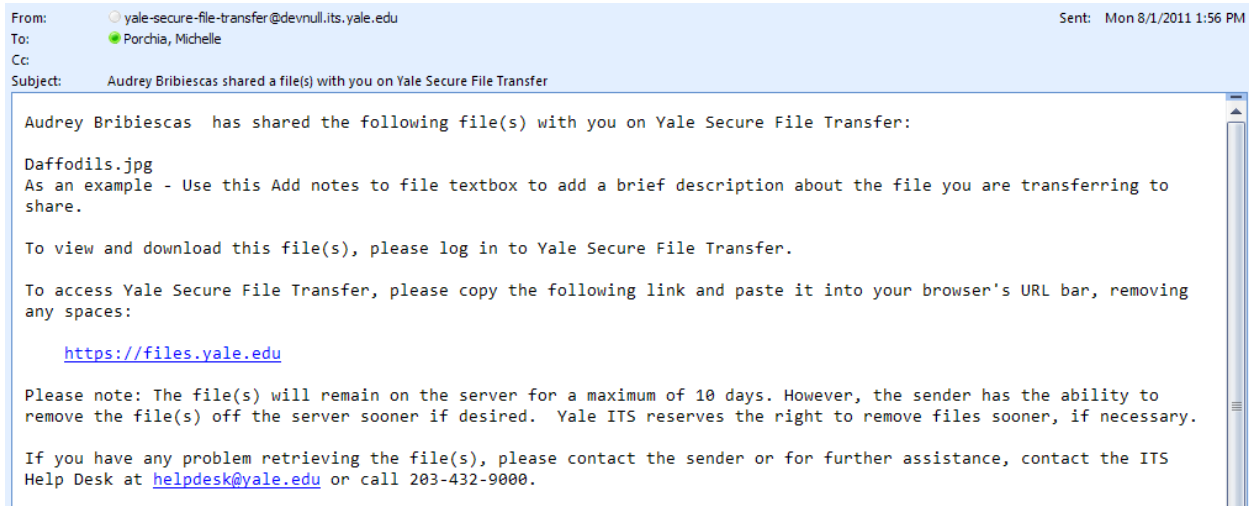 From: yale-secure-file-transfer@devnull.its.yale.edu Sent: Mon 8/1/2011 1:56 PM
To: Porchia, Michelle
Cc:
Subject: Audrey Bribiescas shared a file(s) with you on Yale Secure File Transfer
Audrey Bribiescas  has shared the following file(s) with you on Yale Secure File Transfer:
Daffodils.jpg
As an example - Use this Add notes to file textbox to add a brief description about the file you are transferring to
share.
To view and download this file(s), please log in to Yale Secure File Transfer.
To access Yale Secure File Transfer, please copy the following link and paste it into your browser's URL bar, removing
any spaces:
https://files.yale.edu
Please note: The file(s) will remain on the server for a maximum of 10 days. However, the sender has the ability to
remove the file(s) off the server sooner if desired.  Yale ITS reserves the right to remove files sooner, if necessary.
If you have any problem retrieving the file(s), please contact the sender or for further assistance, contact the ITS
Help Desk at helpdesk@yale.edu or call 203-432-9000.